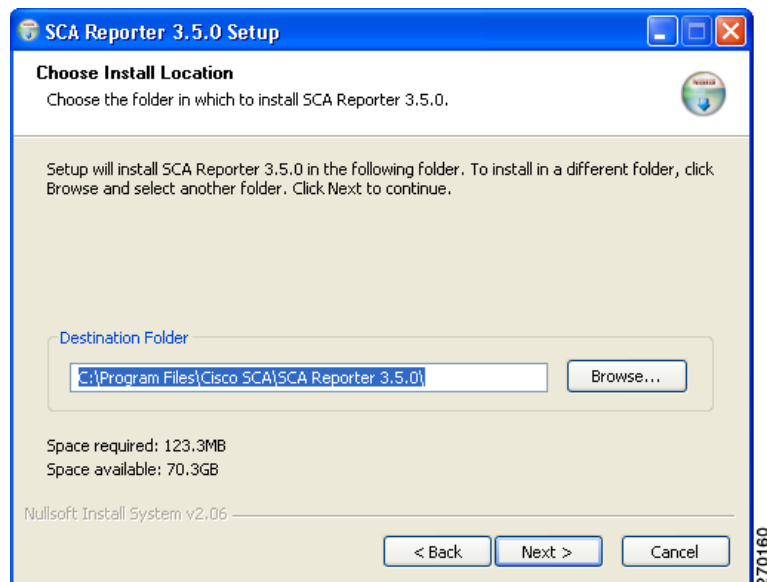 SCA Reporter 3.5.0 Setup
Choose Install Location
Choose the folder in which to install SCA Reporter 3.5.0.
Setup will install SCA Reporter 3.5.0 in the following folder. To install in a different folder, click
Browse and select another folder. Click Next to continue.
Destination Folder
C:\Program Files\Cisco SCA\SCA Reporter 3.5.0\
Browse...
Space required: 123.3MB
Space available: 70.3GB
Nullsoft Install System v2.06
< Back
Next >
Cancel